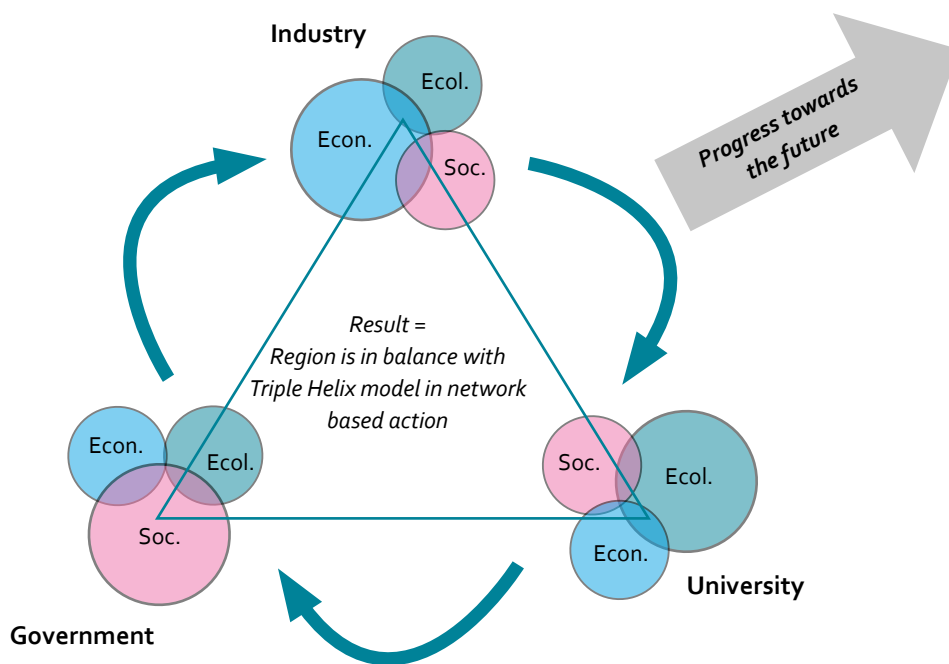 Industry
Ecol.
Econ.
Soc.
Progress towards
the future
Result =
Region is in balance with
Triple Helix model in network
based action
Econ.
Ecol.
Soc.
Soc.
Ecol.
Econ.
University
Government